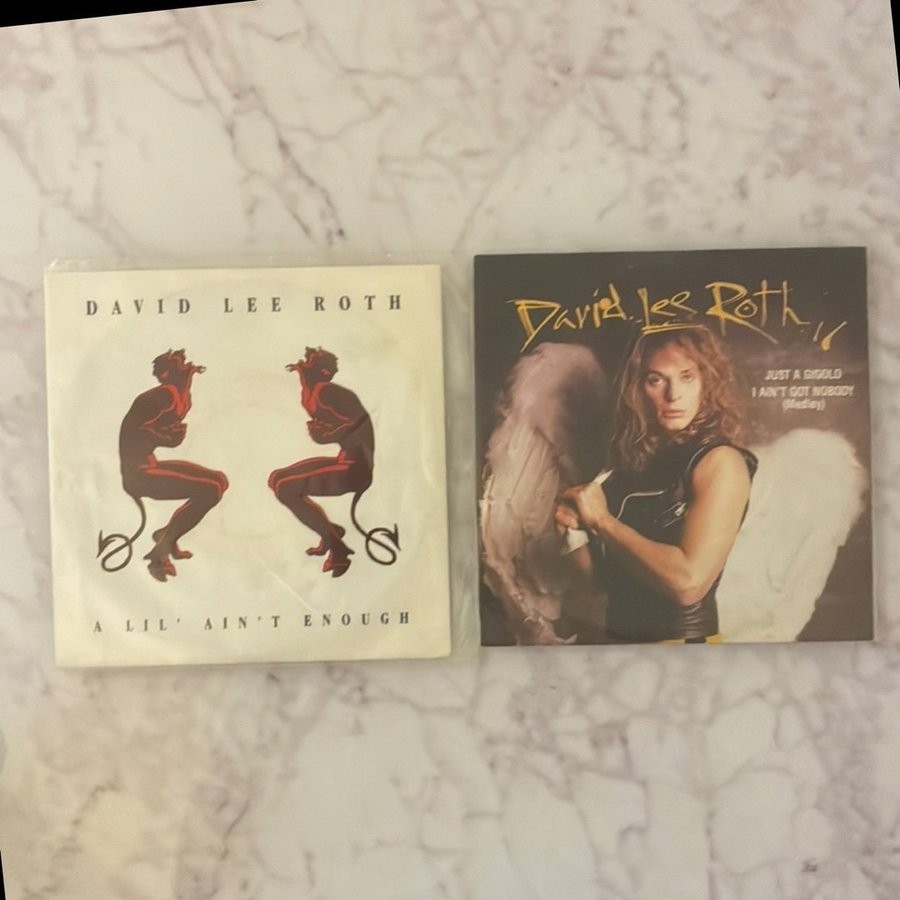 DAVID LEE ROTH
A LIL' AIN'T ENOUGH
David Lee Roth
JUST A GIGOLO
I AIN'T GOT NOBODY
(Medley)